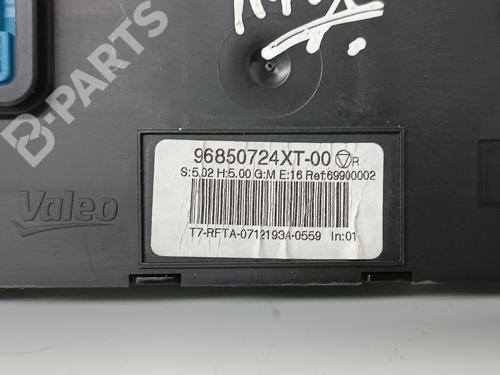 B-PARTS
96850724XT-00 R
S:5.02 H:5.00 G:M E:16 Ref:69900002
T7-RFTA-0712193A-0559 In:01
Valeo